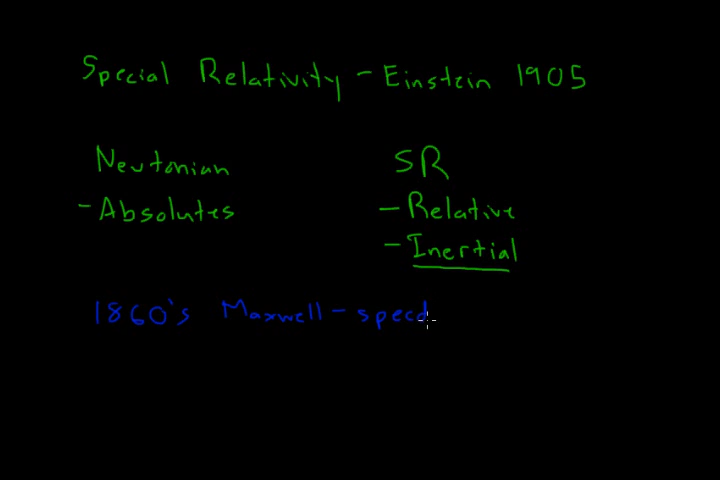 Special Relativity - Einstein 1905
Newtonian
SR
- Absolutes
- Relative
- Inertial
1860's Maxwell - speed